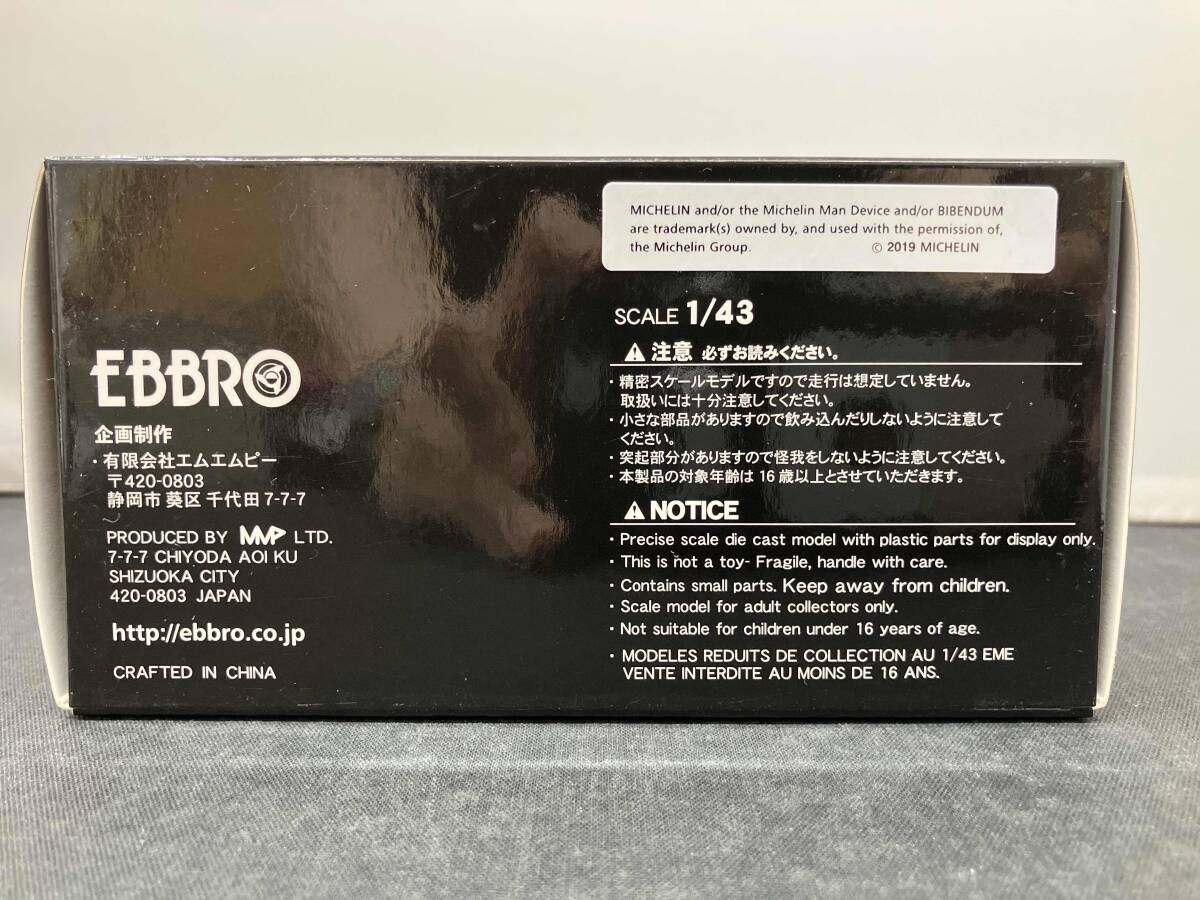 MICHELIN and/or the Michelin Man Device and/or BIBENDUM
are trademark(s) owned by, and used with the permission of,
the Michelin Group. © 2019 MICHELIN
EBBRO
企画制作
・有限会社エムエムピー
〒420-0803
静岡市 葵区 千代田 7-7-7
PRODUCED BY MMP LTD.
7-7-7 CHIYODA AOI KU
SHIZUOKA CITY
420-0803 JAPAN
http://ebbro.co.jp
CRAFTED IN CHINA
SCALE 1/43
⚠ 注意 必ずお読みください。
・精密スケールモデルですので走行は想定していません。
取扱いには十分注意してください。
・小さな部品がありますので飲み込んだりしないように注意して
ください。
・突起部分がありますので怪我をしないように注意してください。
・本製品の対象年齢は 16 歳以上とさせていただきます。
⚠ NOTICE
・Precise scale die cast model with plastic parts for display only.
・This is not a toy- Fragile, handle with care.
・Contains small parts. Keep away from children.
・Scale model for adult collectors only.
・Not suitable for children under 16 years of age.
・MODELES REDUITS DE COLLECTION AU 1/43 EME
VENTE INTERDITE AU MOINS DE 16 ANS.